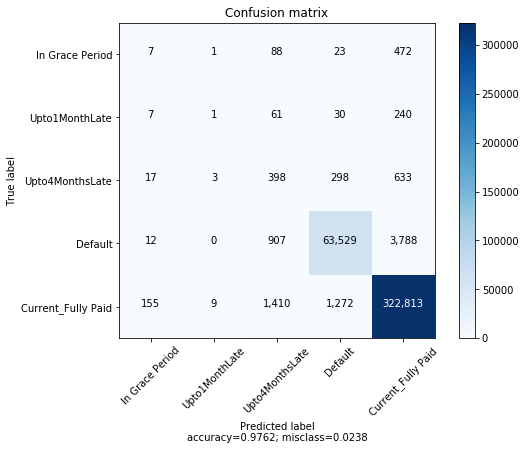 Confusion matrix
In Grace Period 7 1 88 23 472
Upto1MonthLate 7 1 61 30 240
Upto4MonthsLate 17 3 398 298 633
Default 12 0 907 63,529 3,788
Current_Fully Paid 155 9 1,410 1,272 322,813
True label
In Grace Period
Upto1MonthLate
Upto4MonthsLate
Default
Current_Fully Paid
Predicted label
accuracy=0.9762; misclass=0.0238
300000
250000
200000
150000
100000
50000
0